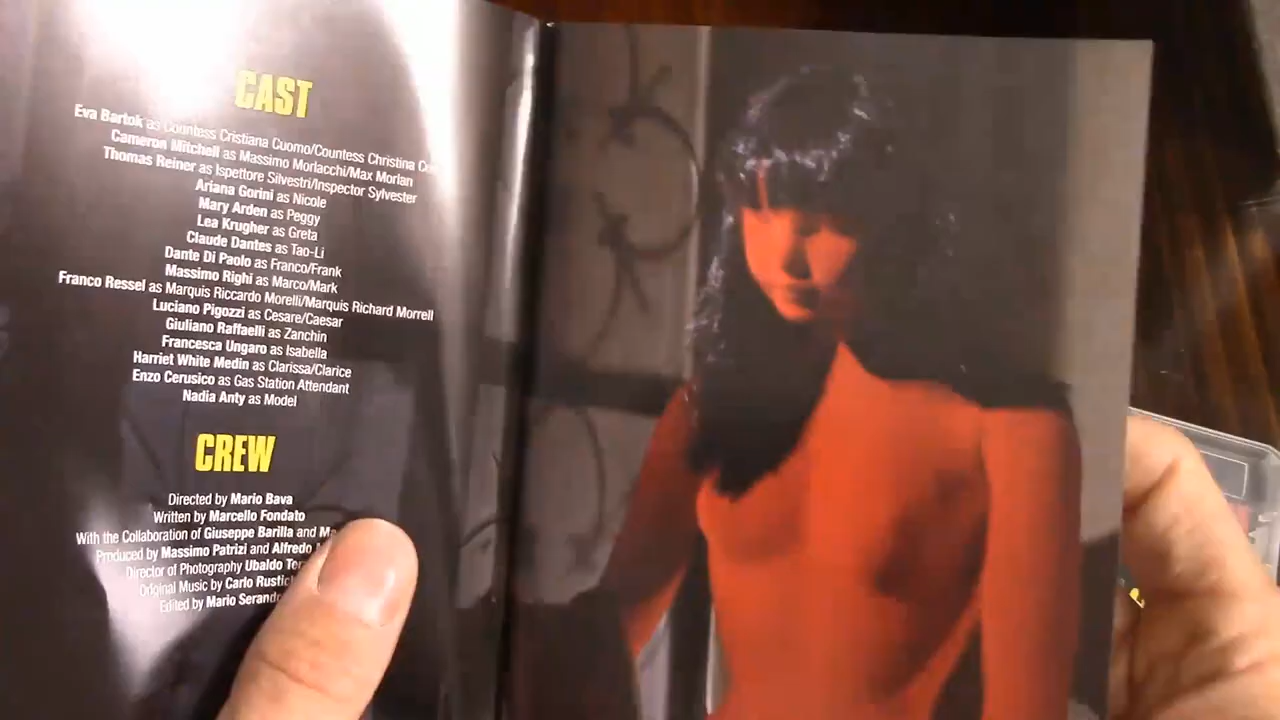 CAST
Eva Bartok as Countess Cristiana Cuomo/Countess Christina
Cameron Mitchell as Massimo Morlacchi/Max Morlan
Thomas Reiner as Ispettore Silvestri/Inspector Sylvester
Ariana Gorini as Nicole
Mary Arden as Peggy
Lea Krugher as Greta
Claude Dantes as Tao-Li
Dante Di Paolo as Franco/Frank
Massimo Righi as Marco/Mark
Franco Ressel as Marquis Riccardo Morelli/Marquis Richard Morrell
Luciano Pigozzi as Cesare/Caesar
Giuliano Raffaelli as Zanchin
Francesca Ungaro as Isabella
Harriet White Medin as Clarissa/Clarice
Enzo Cerusico as Gas Station Attendant
Nadia Anty as Model
CREW
Directed by Mario Bava
Written by Marcello Fondato
With the Collaboration of Giuseppe Barilla and
Produced by Massimo Patrizi and Alfredo
Director of Photography Ubaldo
Original Music by Carlo
Edited by Mario